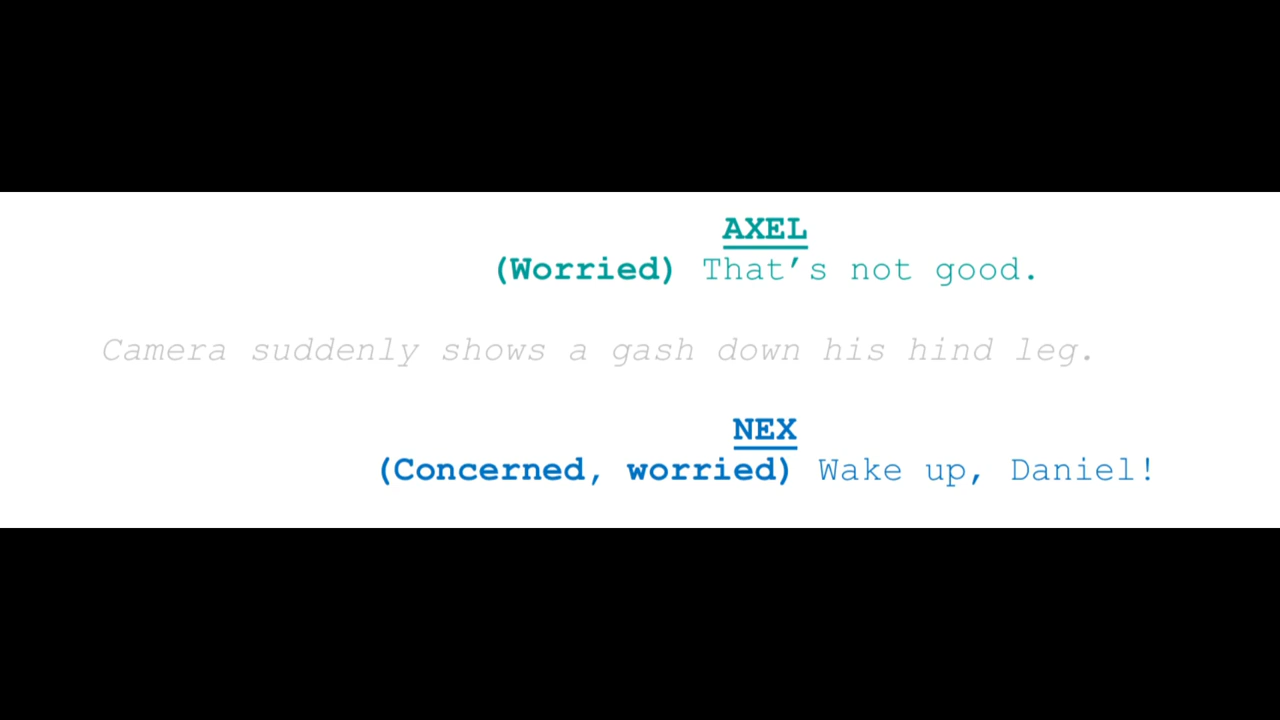 AXEL
(Worried) That’s not good.
Camera suddenly shows a gash down his hind leg.
NEX
(Concerned, worried) Wake up, Daniel!